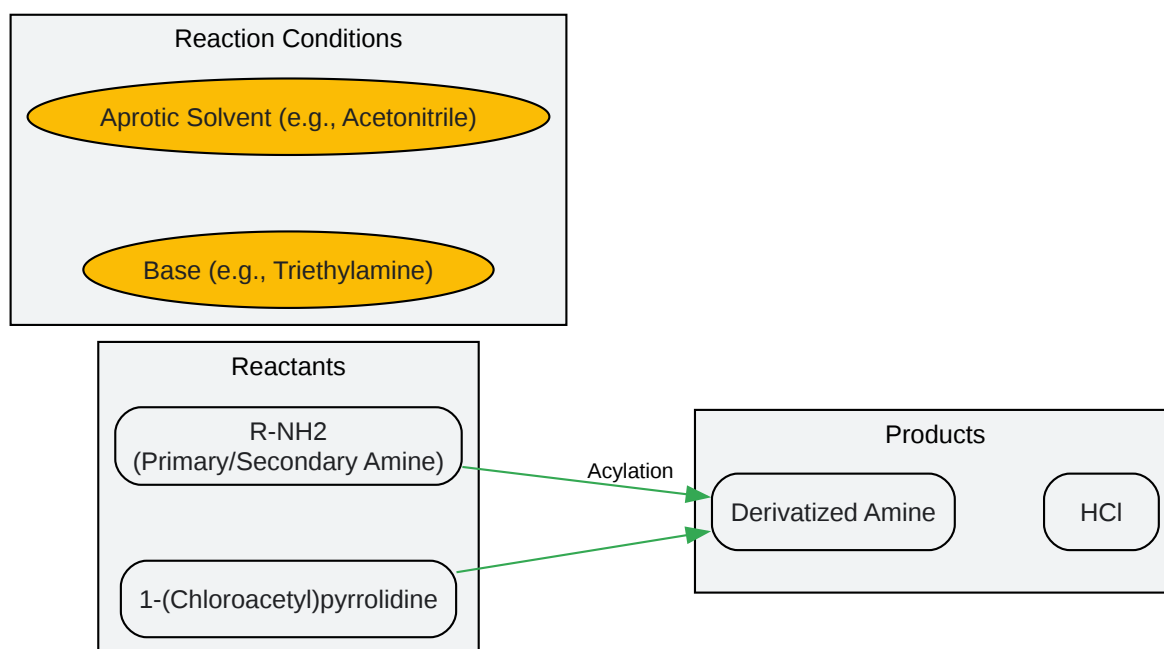 Reaction Conditions
Aprotic Solvent (e.g., Acetonitrile)
Base (e.g., Triethylamine)
Reactants
R-NH2
(Primary/Secondary Amine)
1-(Chloroacetyl)pyrrolidine
Acylation
Products
Derivatized Amine
HCl